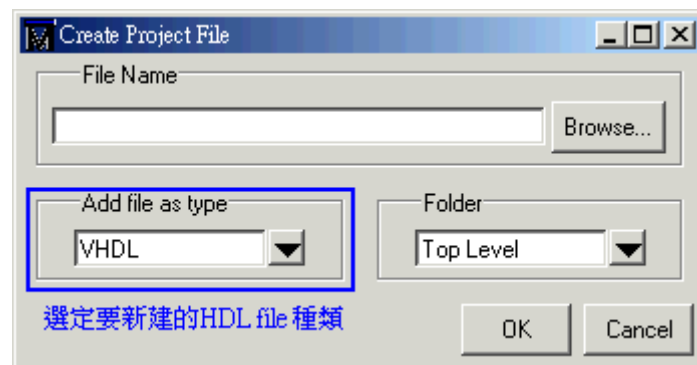 Create Project File
File Name
Browse...
Add file as type
Folder
VHDL
Top Level
選定要新建的HDL file 種類
OK
Cancel